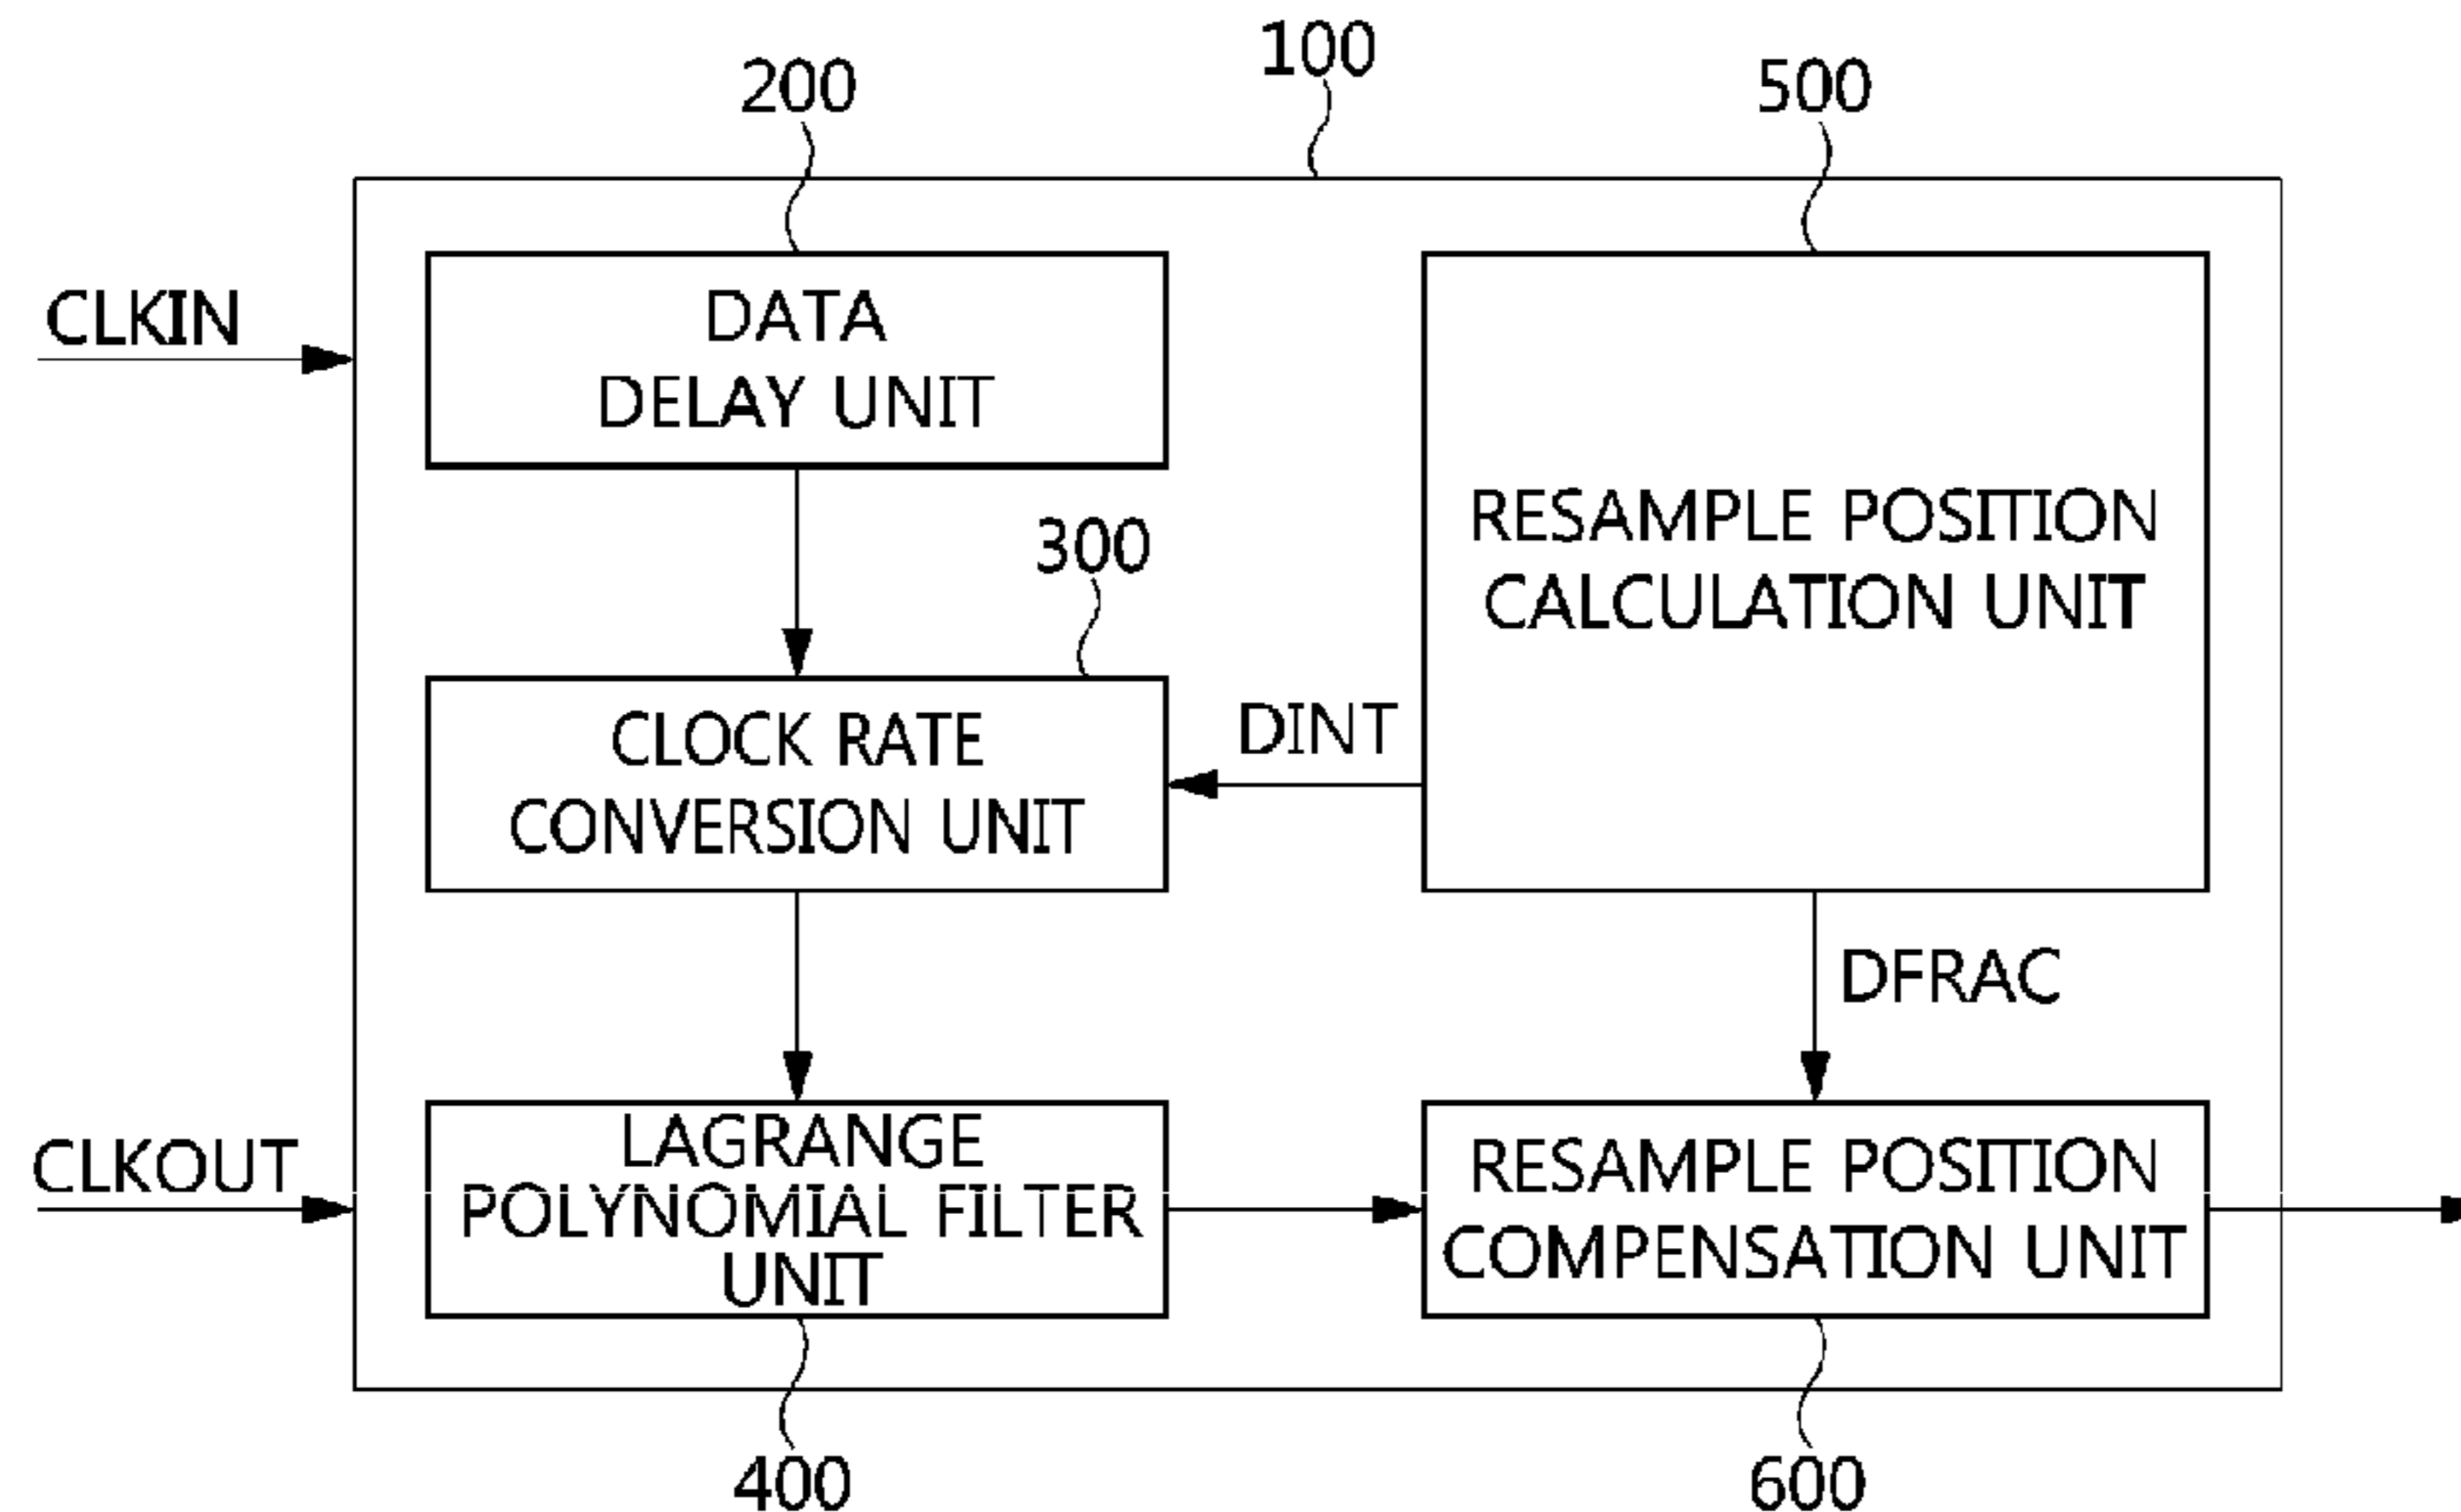 100
200
500
CLKIN
DATA
DELAY UNIT
RESAMPLE POSITION
CALCULATION UNIT
300
CLOCK RATE
CONVERSION UNIT
DINT
DFRAC
CLKOUT
LAGRANGE
POLYNOMIAL FILTER
UNIT
RESAMPLE POSITION
COMPENSATION UNIT
400
600